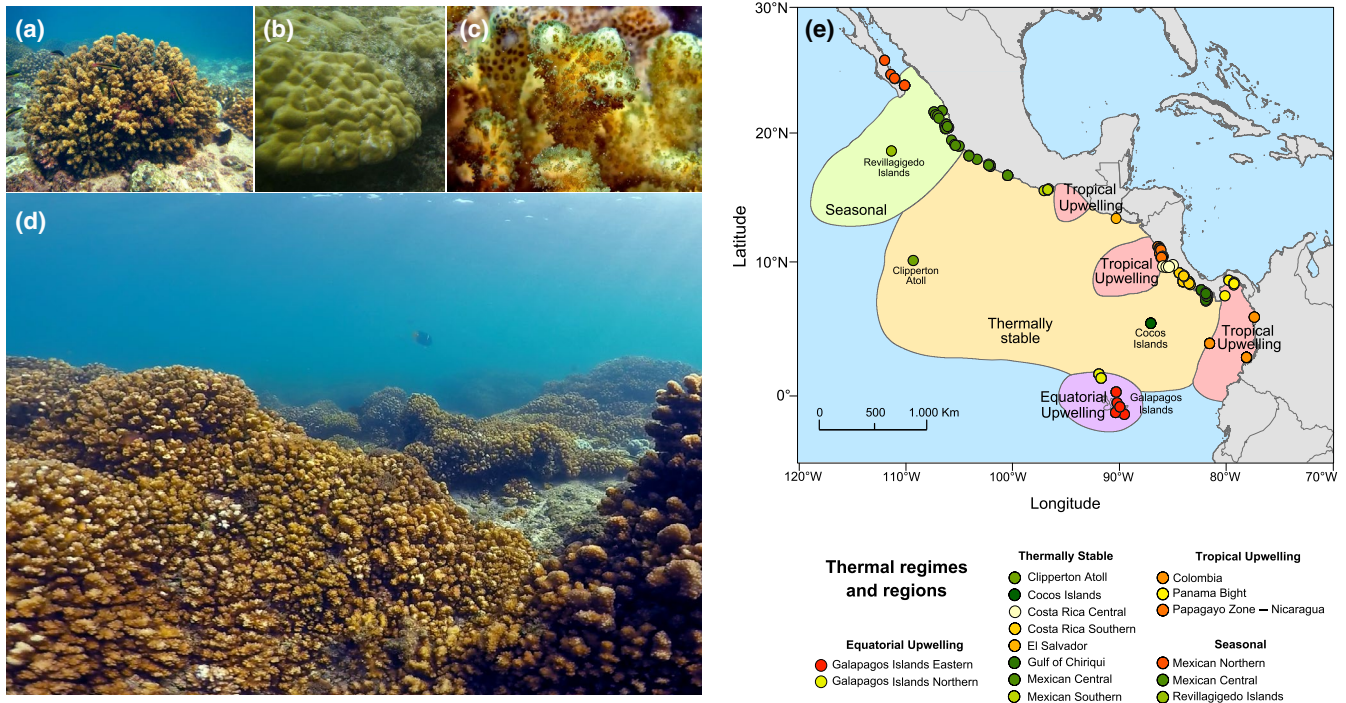 (a)
(b)
(c)
(d)
(e)
30°N
20°N
10°N
0°
Latitude
120°W
110°W
100°W
90°W
80°W
70°W
Longitude
Revillagigedo
Islands
Seasonal
Tropical
Upwelling
Clipperton
Atoll
Tropical
Upwelling
Thermally
stable
Cocos
Islands
Tropical
Upwelling
Equatorial
Upwelling
Galapagos
Islands
0 500 1.000 Km
Thermal regimes
and regions
Equatorial Upwelling
Galapagos Islands Eastern
Galapagos Islands Northern
Thermally Stable
Clipperton Atoll
Cocos Islands
Costa Rica Central
Costa Rica Southern
El Salvador
Gulf of Chiriqui
Mexican Central
Mexican Southern
Tropical Upwelling
Colombia
Panama Bight
Papagayo Zone – Nicaragua
Seasonal
Mexican Northern
Mexican Central
Revillagigedo Islands